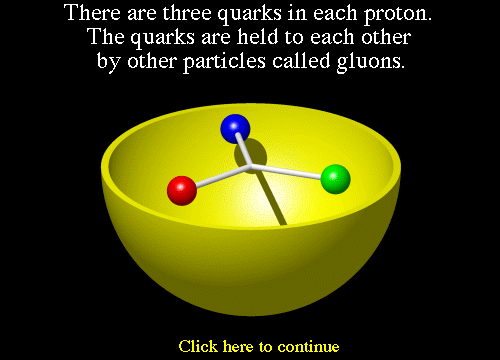 There are three quarks in each proton.
The quarks are held to each other
by other particles called gluons.
Click here to continue